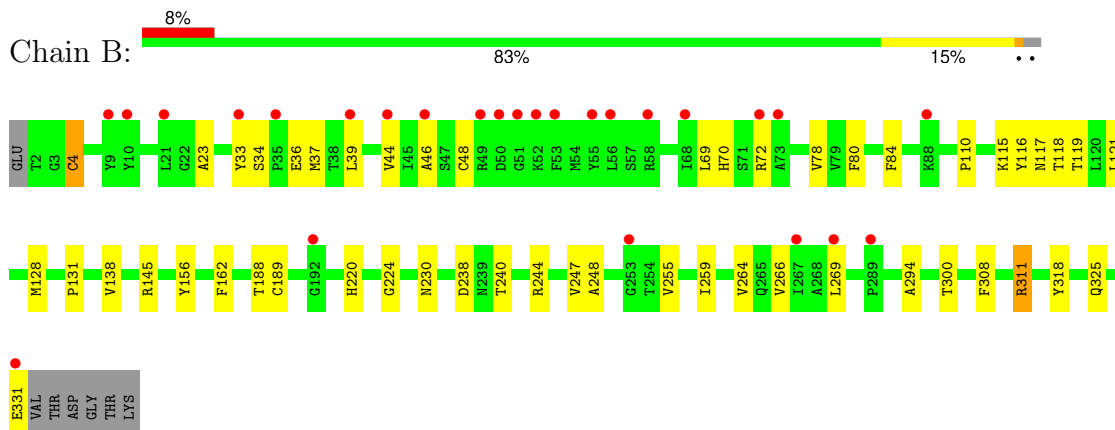 8%
Chain B:
83% 15% • •
GLU T2 G3 C4 Y9 Y10 L21 G22 A23 Y33 S34 P35 E36 M37 T38 L39 V44 I45 A46 S47 C48 R49 D50 G51 K52 F53 M54 Y55 L56 S57 R58 I68 L69 H70 S71 R72 A73 V78 V79 F80 F84 K88 P110 K115 Y116 N117 T118 T119 L120 L121
M128 P131 V138 R145 Y156 F162 T188 C189 G192 H220 G224 N230 D238 N239 T240 R244 V247 A248 G253 T254 V255 I259 V264 Q265 V266 I267 A268 L269 P289 A294 T300 F308 R311 Y318 Q325
E331 VAL THR ASP GLY THR LYS